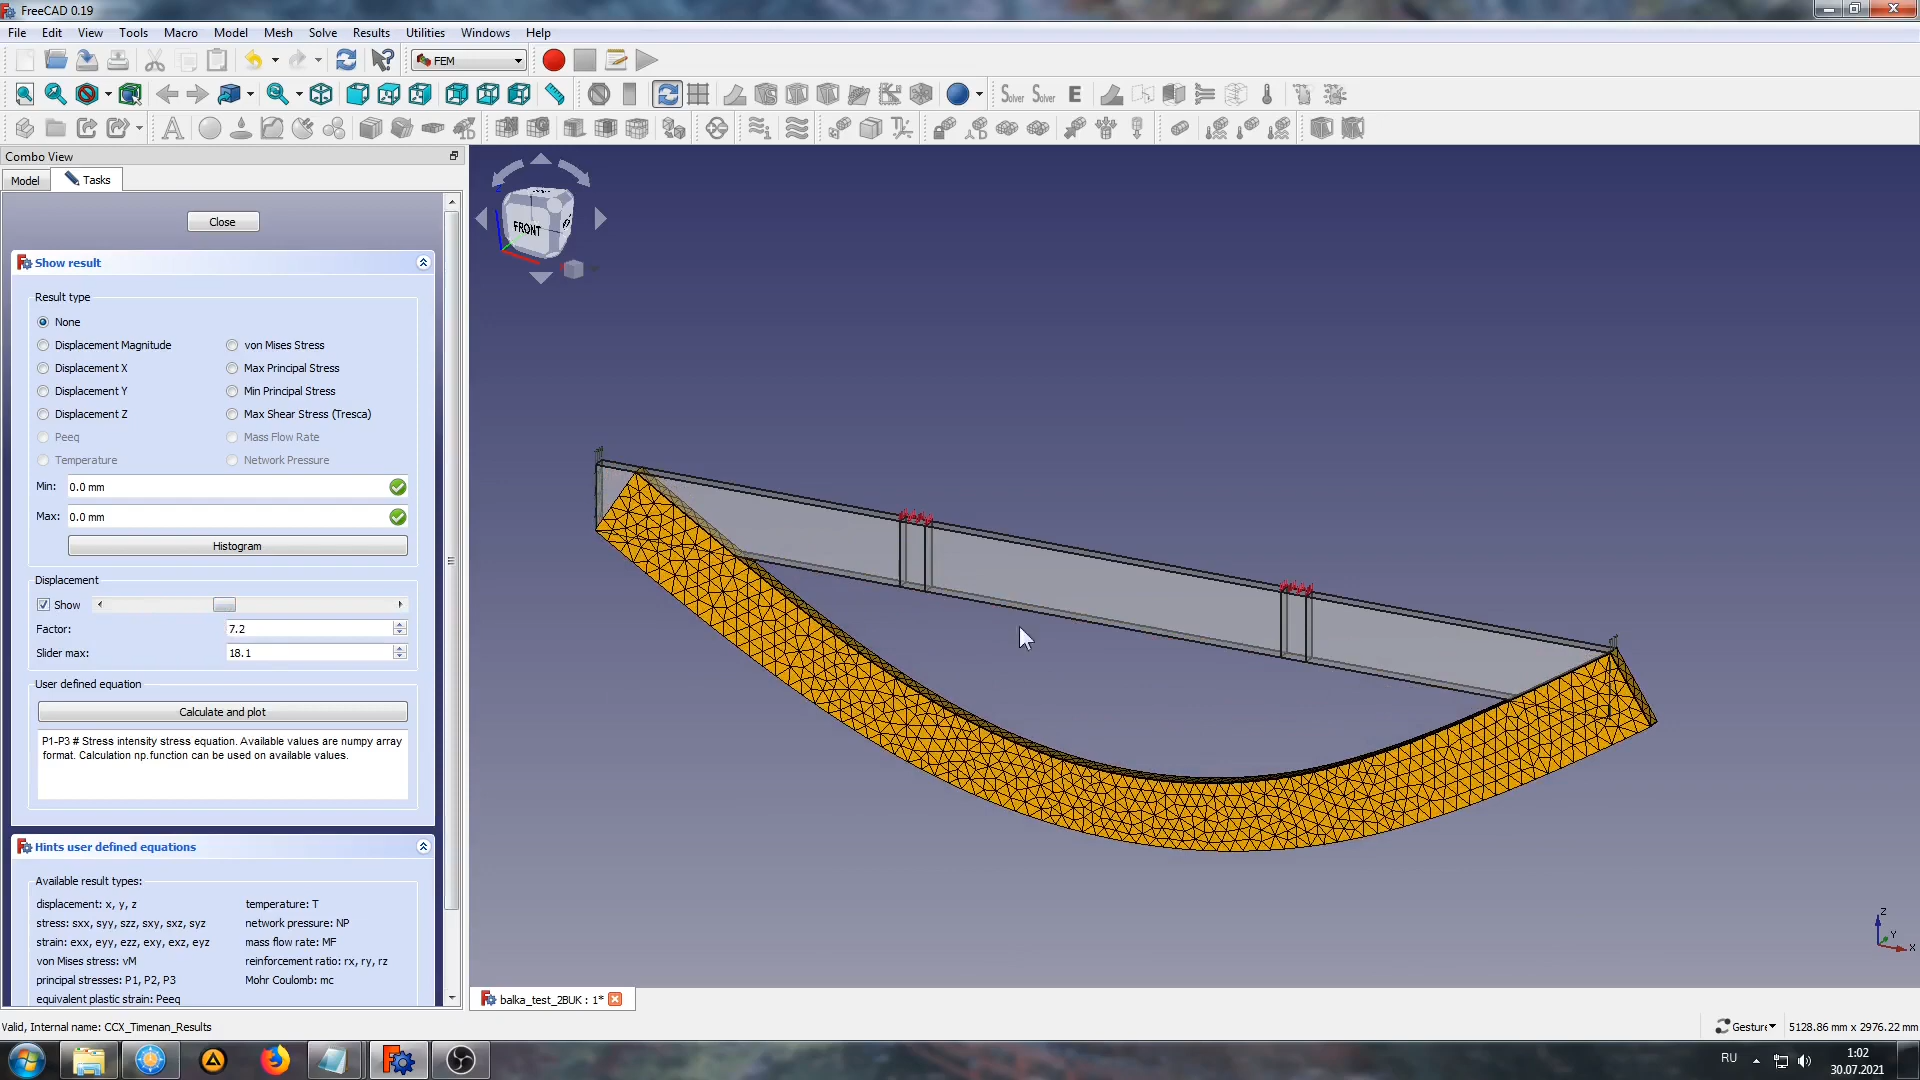 FreeCAD 0.19
File Edit View Tools Macro Model Mesh Solve Results Utilities Windows Help
FEM
Solver Solver E
Combo View
Model Tasks
Close
Show result
Result type
None
Displacement Magnitude von Mises Stress
Displacement X Max Principal Stress
Displacement Y Min Principal Stress
Displacement Z Max Shear Stress (Tresca)
Peeq Mass Flow Rate
Temperature Network Pressure
Min: 0.0 mm
Max: 0.0 mm
Histogram
Displacement
Show
Factor: 7.2
Slider max: 18.1
User defined equation
Calculate and plot
P1-P3 # Stress intensity stress equation. Available values are numpy array
format. Calculation np.function can be used on available values.
Hints user defined equations
Available result types:
displacement: x, y, z temperature: T
stress: sxx, syy, szz, sxy, sxz, syz network pressure: NP
strain: exx, eyy, ezz, exy, exz, eyz mass flow rate: MF
von Mises stress: vM reinforcement ratio: rx, ry, rz
principal stresses: P1, P2, P3 Mohr Coulomb: mc
equivalent plastic strain: Peeq
FRONT
Z
Y
X
balka_test_2BUK : 1*
Valid, Internal name: CCX_Timenan_Results
Gesture 5128.86 mm x 2976.22 mm
RU
1:02
30.07.2021